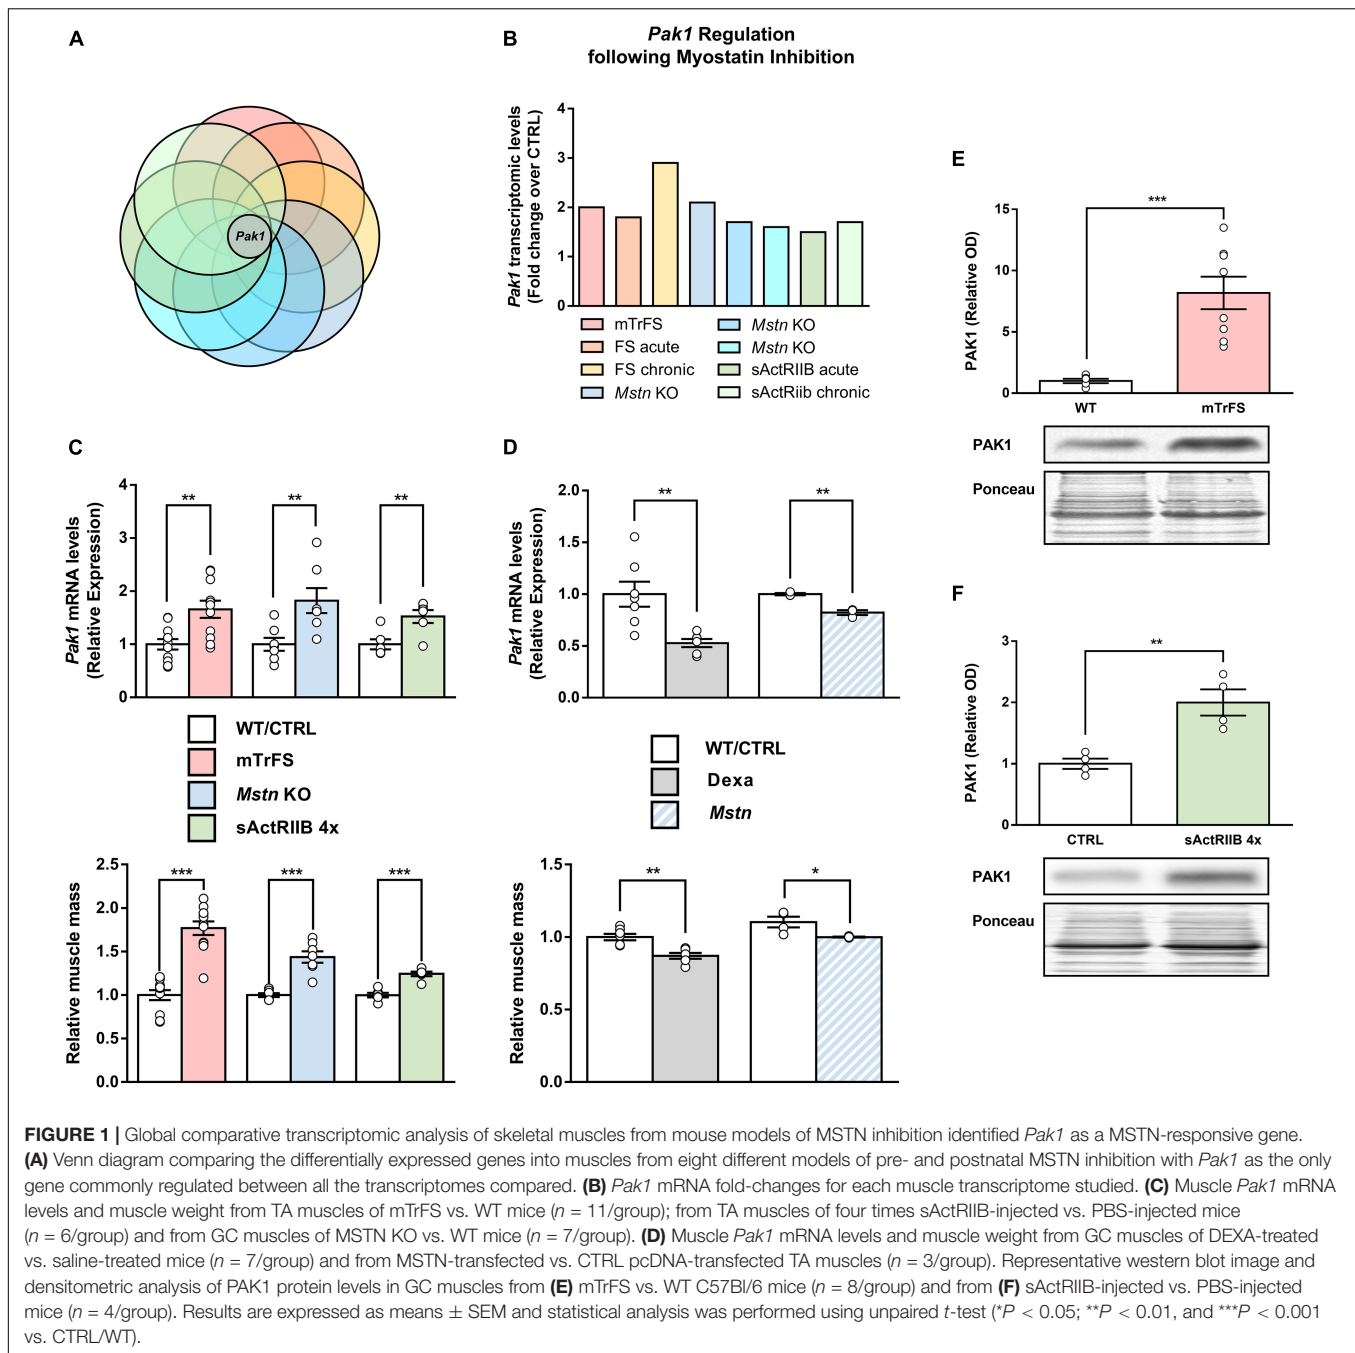 A
Pak1
B
Pak1 Regulation
following Myostatin Inhibition
Pak1 transcriptomic levels
(Fold change over CTRL)
4
3
2
1
0
mTrFS
FS acute
FS chronic
Mstn KO
Mstn KO
Mstn KO
sActRIIB acute
sActRiib chronic
E
PAK1 (Relative OD)
15
10
5
0
***
WT
mTrFS
PAK1
Ponceau
C
Pak1 mRNA levels
(Relative Expression)
4
3
2
1
0
**
**
**
WT/CTRL
mTrFS
Mstn KO
sActRIIB 4x
Relative muscle mass
2.5
2.0
1.5
1.0
0.5
0.0
***
***
***
D
Pak1 mRNA levels
(Relative Expression)
2.0
1.5
1.0
0.5
0.0
**
**
WT/CTRL
Dexa
Mstn
Relative muscle mass
1.5
1.0
0.5
0.0
**
*
F
PAK1 (Relative OD)
3
2
1
0
**
CTRL
sActRIIB 4x
PAK1
Ponceau
FIGURE 1 | Global comparative transcriptomic analysis of skeletal muscles from mouse models of MSTN inhibition identified Pak1 as a MSTN-responsive gene.
(A) Venn diagram comparing the differentially expressed genes into muscles from eight different models of pre- and postnatal MSTN inhibition with Pak1 as the only
gene commonly regulated between all the transcriptomes compared. (B) Pak1 mRNA fold-changes for each muscle transcriptome studied. (C) Muscle Pak1 mRNA
levels and muscle weight from TA muscles of mTrFS vs. WT mice (n = 11/group); from TA muscles of four times sActRIIB-injected vs. PBS-injected mice
(n = 6/group) and from GC muscles of MSTN KO vs. WT mice (n = 7/group). (D) Muscle Pak1 mRNA levels and muscle weight from GC muscles of DEXA-treated
vs. saline-treated mice (n = 7/group) and from MSTN-transfected vs. CTRL pcDNA-transfected TA muscles (n = 3/group). Representative western blot image and
densitometric analysis of PAK1 protein levels in GC muscles from (E) mTrFS vs. WT C57Bl/6 mice (n = 8/group) and from (F) sActRIIB-injected vs. PBS-injected
mice (n = 4/group). Results are expressed as means ± SEM and statistical analysis was performed using unpaired t-test (*P < 0.05; **P < 0.01, and ***P < 0.001
vs. CTRL/WT).